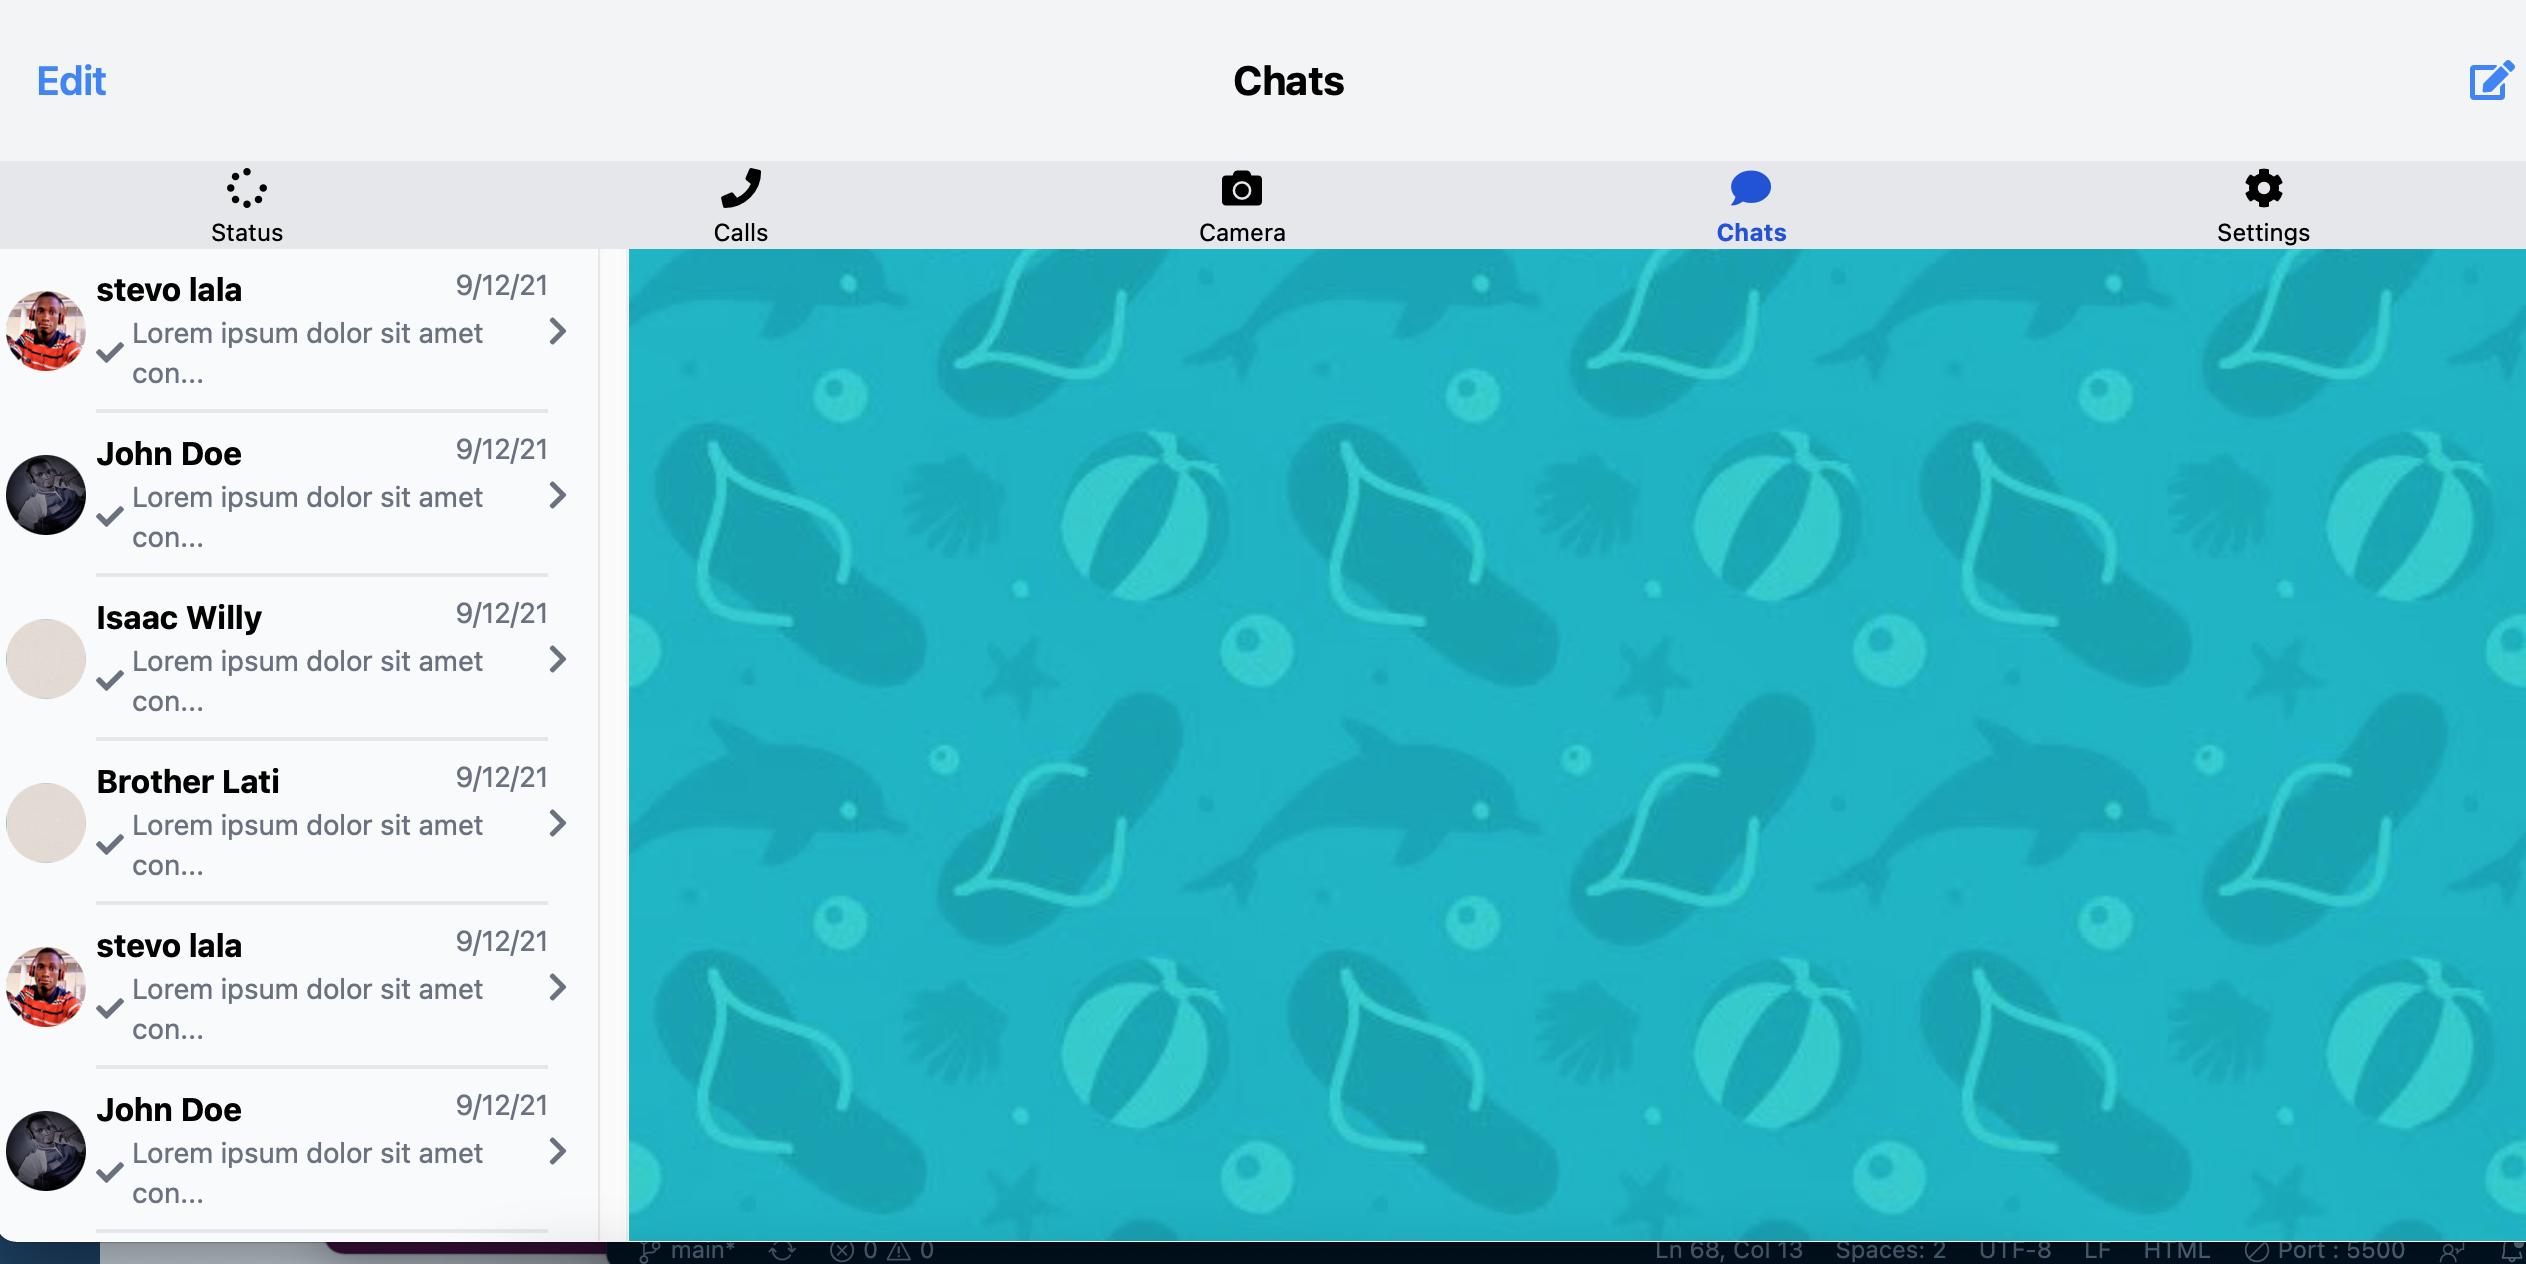 Edit
Chats
Status
Calls
Camera
Chats
Settings
stevo lala
9/12/21
Lorem ipsum dolor sit amet
con...
John Doe
9/12/21
Lorem ipsum dolor sit amet
con...
Isaac Willy
9/12/21
Lorem ipsum dolor sit amet
con...
Brother Lati
9/12/21
Lorem ipsum dolor sit amet
con...
stevo lala
9/12/21
Lorem ipsum dolor sit amet
con...
John Doe
9/12/21
Lorem ipsum dolor sit amet
con...
main* 0 0 Ln 68, Col 13 Spaces: 2 UTF-8 LF HTML Port : 5500